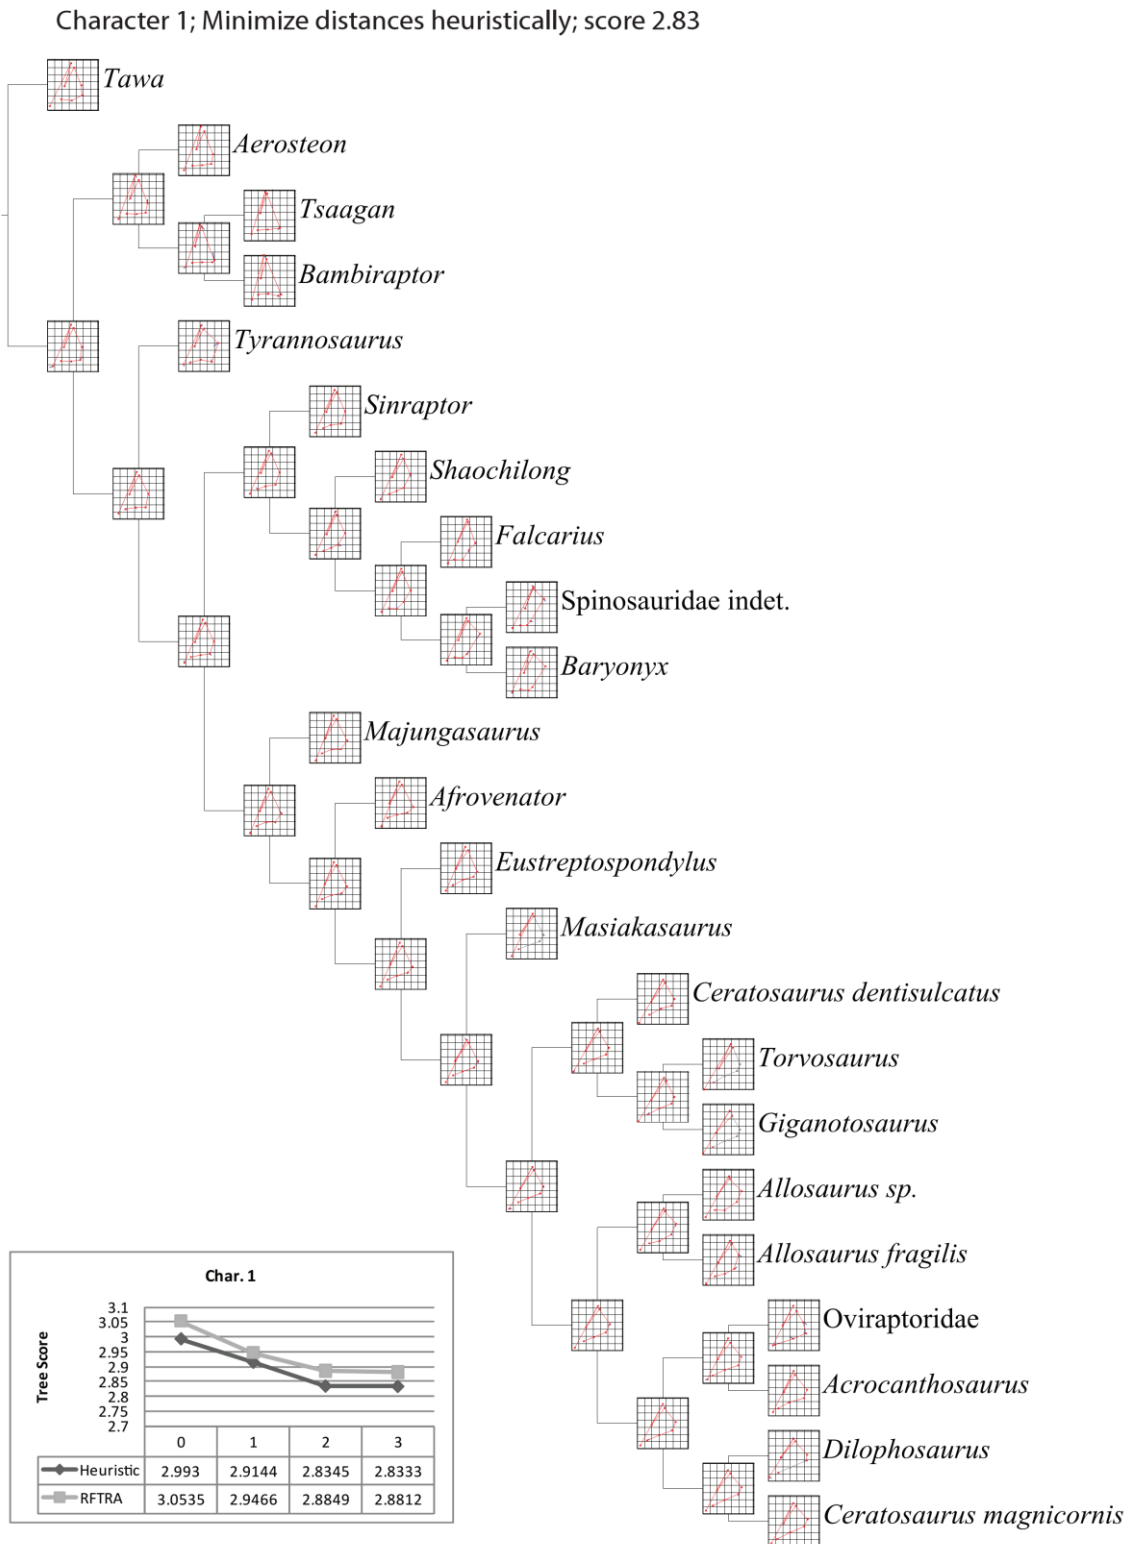 Character 1; Minimize distances heuristically; score 2.83
Tawa
Aerosteon
Tsaagan
Bambiraptor
Tyrannosaurus
Sinraptor
Shaochilong
Falcarius
Spinosauridae indet.
Baryonyx
Majungasaurus
Afrovenator
Eustreptospondylus
Masiakasaurus
Ceratosaurus dentisulcatus
Torvosaurus
Giganotosaurus
Allosaurus sp.
Allosaurus fragilis
Oviraptoridae
Acrocanthosaurus
Dilophosaurus
Ceratosaurus magnicornis
Char. 1
Tree Score
3.1
3.05
3
2.95
2.9
2.85
2.8
2.75
2.7
0 1 2 3
Heuristic 2.993 2.9144 2.8345 2.8333
RFTRA 3.0535 2.9466 2.8849 2.8812